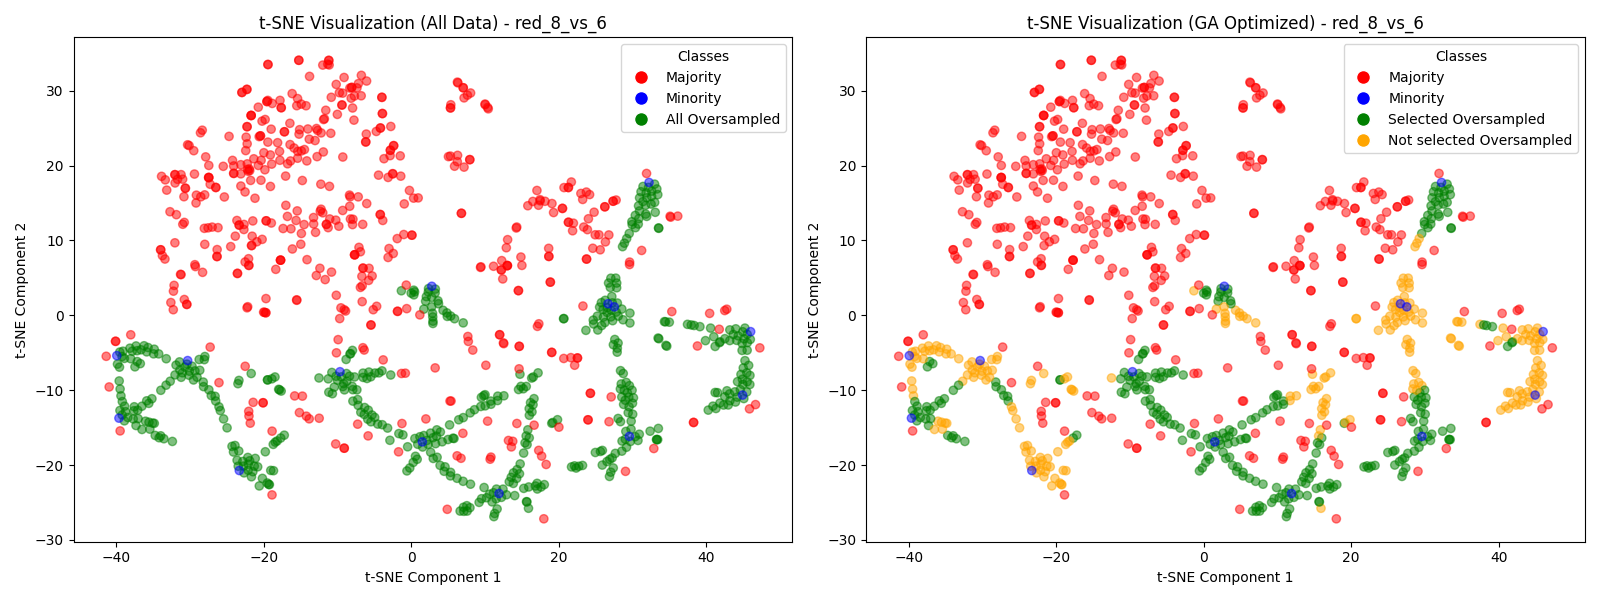 t-SNE Visualization (All Data) - red_8_vs_6
Classes
Majority
Minority
All Oversampled
30
20
10
0
−10
−20
−30
−40
−20
0
20
40
t-SNE Component 2
t-SNE Component 1
t-SNE Visualization (GA Optimized) - red_8_vs_6
Classes
Majority
Minority
Selected Oversampled
Not selected Oversampled
30
20
10
0
−10
−20
−30
−40
−20
0
20
40
t-SNE Component 2
t-SNE Component 1